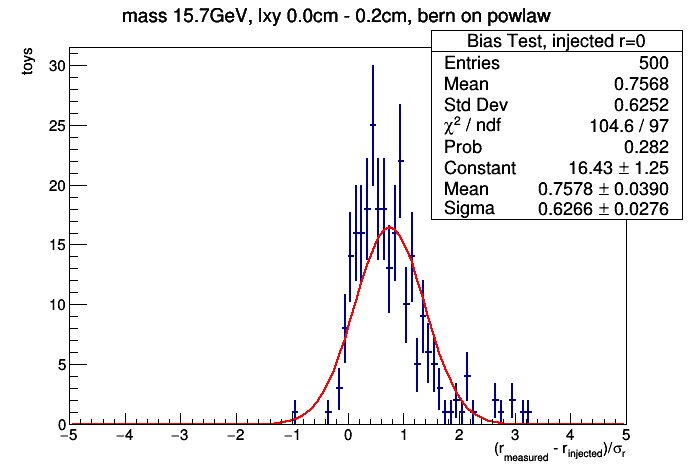 mass 15.7GeV, lxy 0.0cm - 0.2cm, bern on powlaw
toys
Bias Test, injected r=0
Entries 500
Mean 0.7568
Std Dev 0.6252
χ² / ndf 104.6 / 97
Prob 0.282
Constant 16.43 ± 1.25
Mean 0.7578 ± 0.0390
Sigma 0.6266 ± 0.0276
30
25
20
15
10
5
0
−5 −4 −3 −2 −1 0 1 2 3 4 5
(r_measured - r_injected)/σ_r